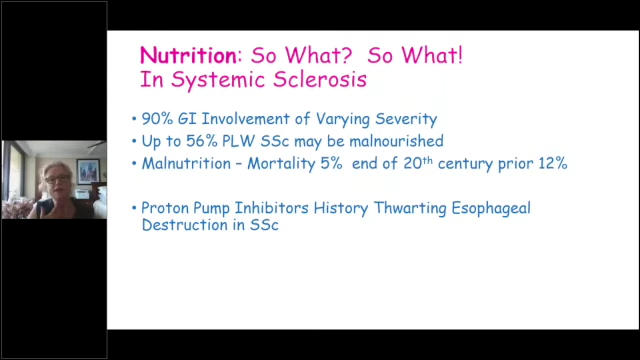 Nutrition: So What?  So What!
In Systemic Sclerosis
• 90% GI Involvement of Varying Severity
• Up to 56% PLW SSc may be malnourished
• Malnutrition – Mortality 5%  end of 20th century prior 12%
• Proton Pump Inhibitors History Thwarting Esophageal
Destruction in SSc